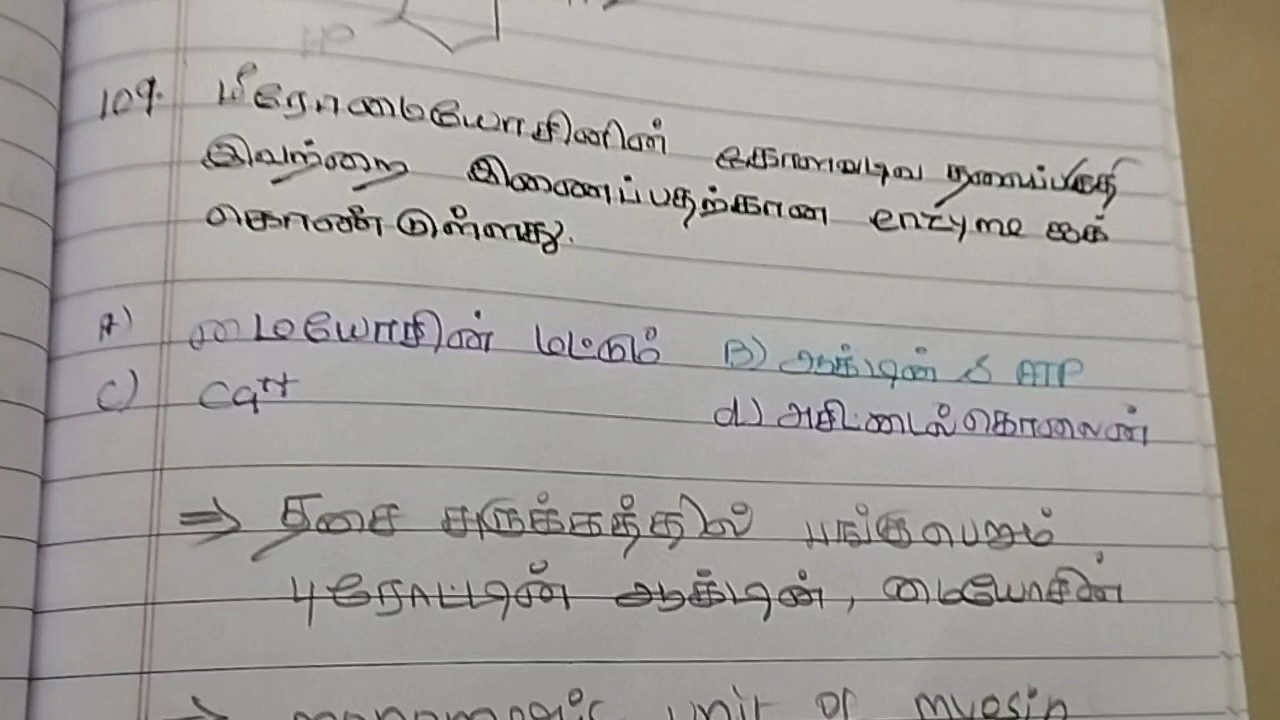 109. மீரோமையோசினின் கோளவடிவ தலைப்பகுதி
இவற்றை இணைப்பதற்கான enzyme ஐக்
கொண்டுள்ளது.
A) மையோசின் மட்டும் B) ஆக்டின் & ATP
C) Ca++ d) அசிட்டைல்கொலைன்
⇒ தசை சுருக்கத்தில் பங்குபெறும்
புரோட்டின் ஆக்டின், மையோசின்
→ monomeric unit of myosin